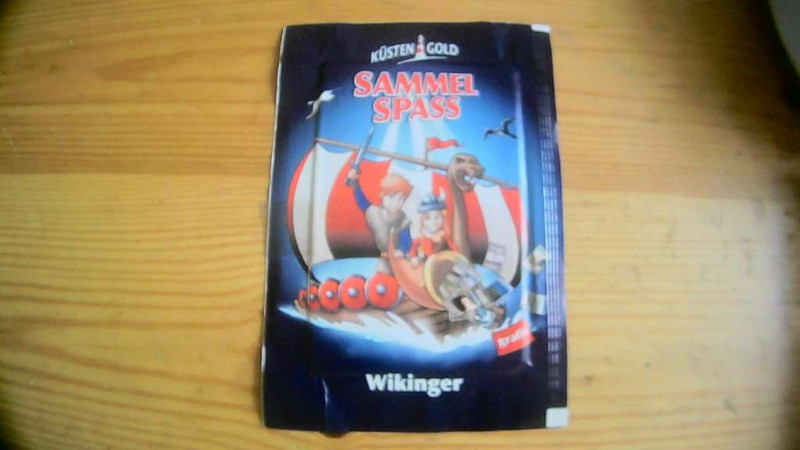 KÜSTEN GOLD
SAMMEL
SPASS
gratis
Wikinger